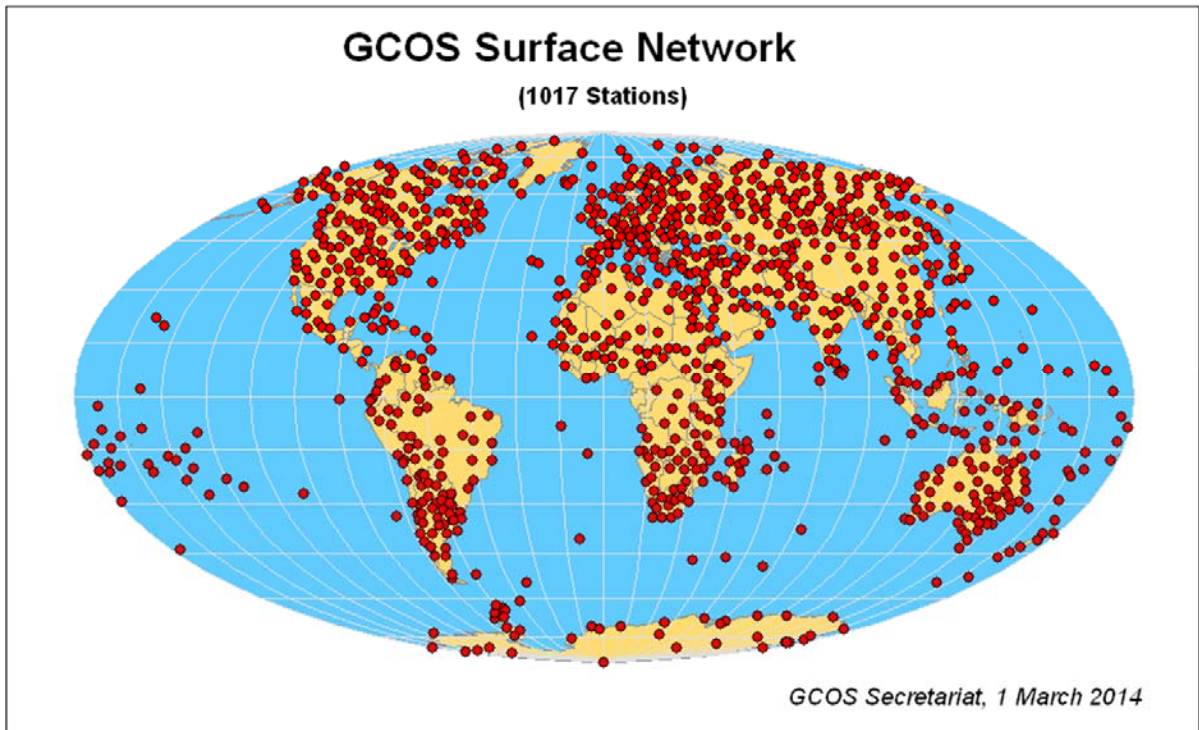 GCOS Surface Network
(1017 Stations)
GCOS Secretariat, 1 March 2014